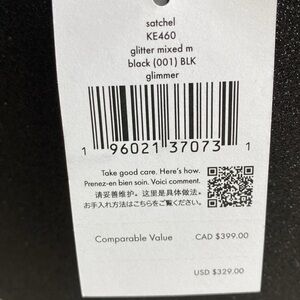 satchel
KE460
glitter mixed m
black (001) BLK
glimmer
1 96021 37073 1
Take good care. Here's how.
Prenez-en bien soin. Voici comment.
请妥善维护。这里是具体做法。
お手入れ方法はこちらをご覧ください。
Comparable Value CAD $399.00
USD $329.00